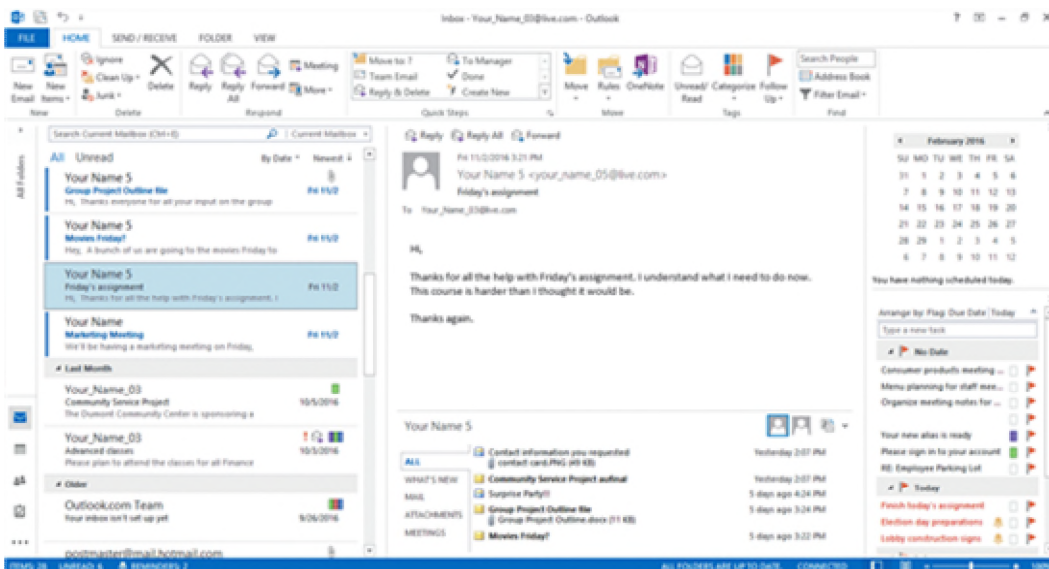 Inbox - Your_Name_03@live.com - Outlook
FILE HOME SEND / RECEIVE FOLDER VIEW
New Email
New Items
New
Ignore
Clean Up
Junk
Delete
Delete
Reply
Reply All
Forward
Meeting
More
Respond
Move to: ?
Team Email
Reply & Delete
To Manager
Done
Create New
Quick Steps
Move
Rules
OneNote
Move
Unread/ Read
Categorize
Follow Up
Tags
Search People
Address Book
Filter Email
Find
All Folders
Search Current Mailbox (Ctrl+E) Current Mailbox
All Unread By Date Newest
Your Name 5
Group Project Outline file Fri 11/2
Hi, Thanks everyone for all your input on the group
Your Name 5
Movies Friday? Fri 11/2
Hey, A bunch of us are going to the movies Friday to
Your Name 5
Friday's assignment Fri 11/2
Hi, Thanks for all the help with Friday's assignment. I
Your Name
Marketing Meeting Fri 11/2
We'll be having a marketing meeting on Friday,
Last Month
Your_Name_03
Community Service Project 10/5/2016
The Dumont Community Center is sponsoring a
Your_Name_03
Advanced classes 10/5/2016
Please plan to attend the classes for all Finance
Older
Outlook.com Team
Your inbox isn't set up yet 9/26/2016
postmaster@mail.hotmail.com
Reply Reply All Forward
Fri 11/2/2016 3:21 PM
Your Name 5 <your_name_05@live.com>
Friday's assignment
To Your_Name_03@live.com
Hi,
Thanks for all the help with Friday's assignment. I understand what I need to do now.
This course is harder than I thought it would be.
Thanks again.
Your Name 5
ALL
WHAT'S NEW
MAIL
ATTACHMENTS
MEETINGS
Contact information you requested Yesterday 2:07 PM
contact card.PNG (49 KB)
Community Service Project aufinal Yesterday 2:07 PM
Surprise Party!! 5 days ago 4:24 PM
Group Project Outline file 5 days ago 3:24 PM
Group Project Outline.docx (11 KB)
Movies Friday? 5 days ago 3:22 PM
February 2016
SU MO TU WE TH FR SA
31 1 2 3 4 5 6
7 8 9 10 11 12 13
14 15 16 17 18 19 20
21 22 23 24 25 26 27
28 29 1 2 3 4 5
6 7 8 9 10 11 12
You have nothing scheduled today.
Arrange by: Flag: Due Date Today
Type a new task
No Date
Consumer products meeting ...
Menu planning for staff mee...
Organize meeting notes for ...
Your new alias is ready
Please sign in to your account
RE: Employee Parking Lot
Today
Finish today's assignment
Election day preparations
Lobby construction signs
ITEMS: 28 UNREAD: 6 REMINDERS: 2 ALL FOLDERS ARE UP TO DATE. CONNECTED 100%